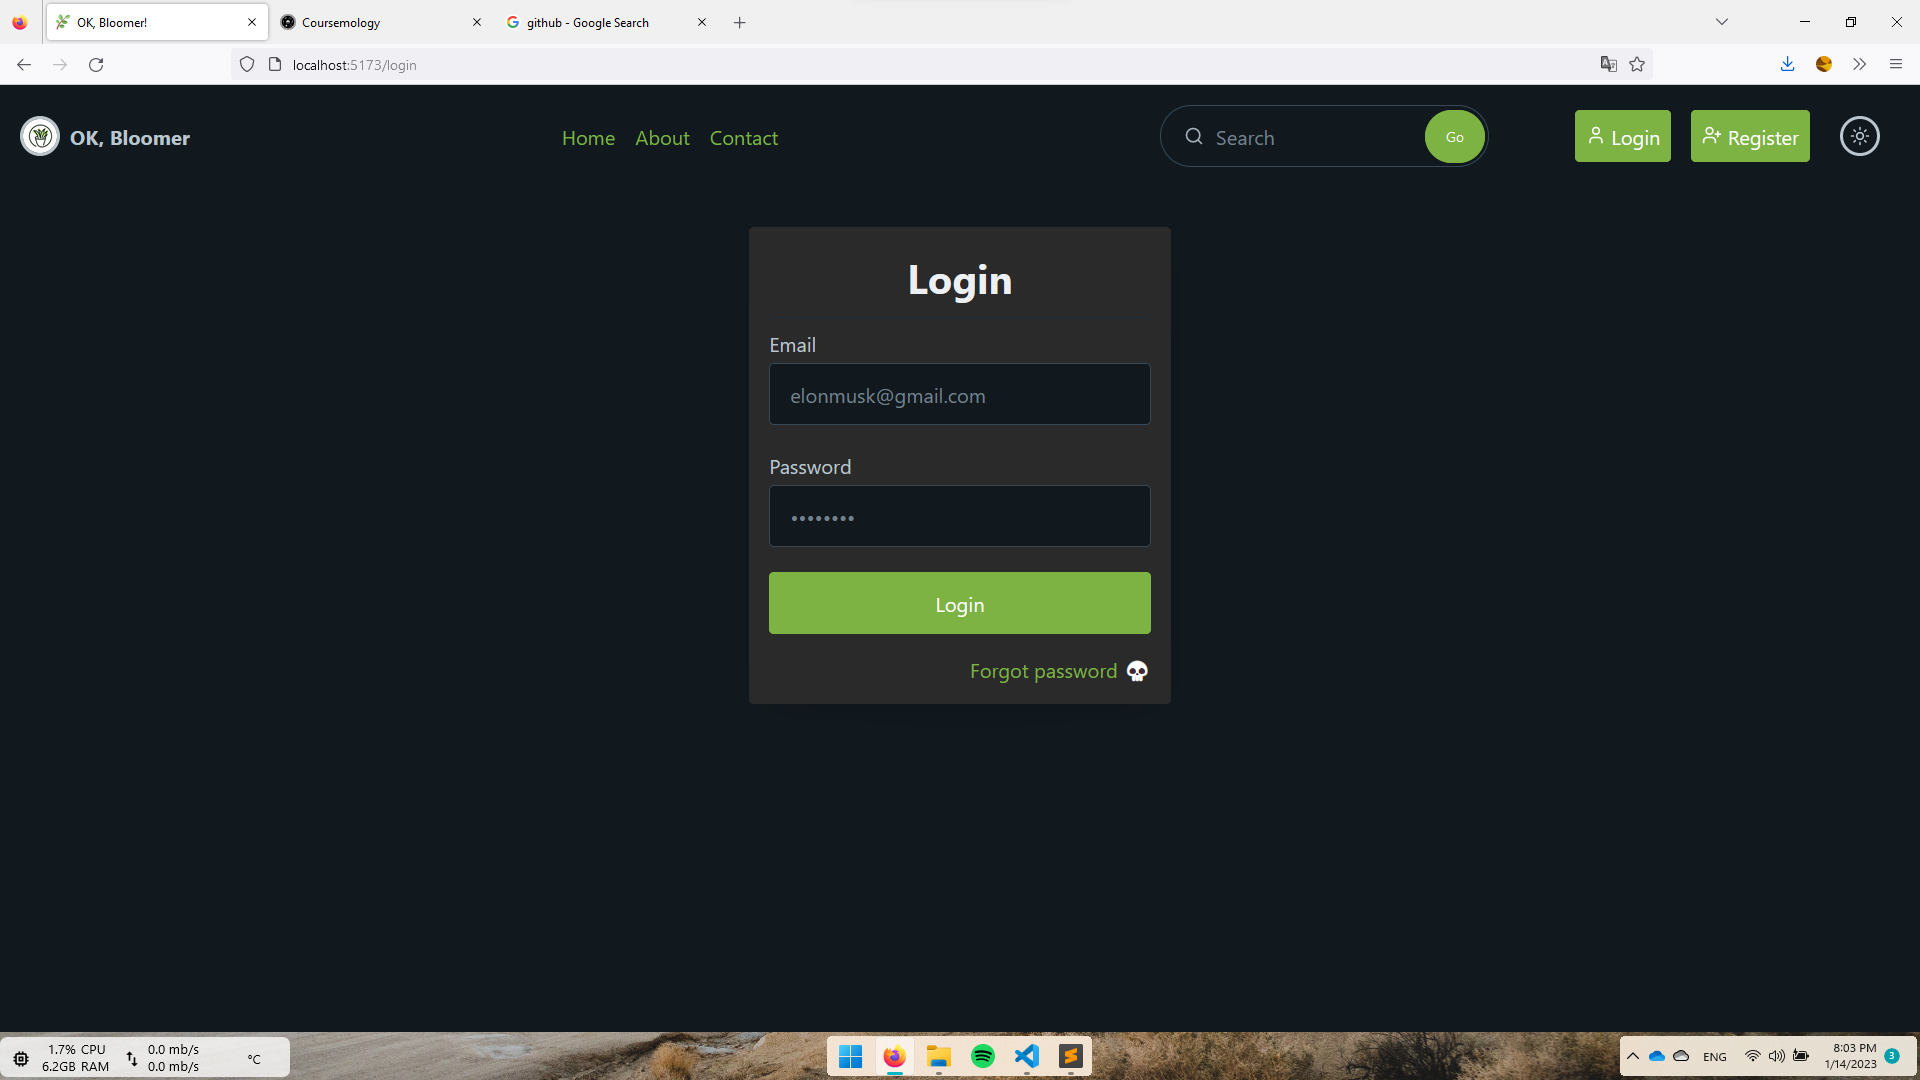 OK, Bloomer!
Coursemology
github - Google Search
localhost:5173/login
OK, Bloomer
Home
About
Contact
Search
Go
Login
Register
Login
Email
elonmusk@gmail.com
Password
••••••••
Login
Forgot password
1.7% CPU
6.2GB RAM
0.0 mb/s
0.0 mb/s
°C
ENG
8:03 PM
1/14/2023
3